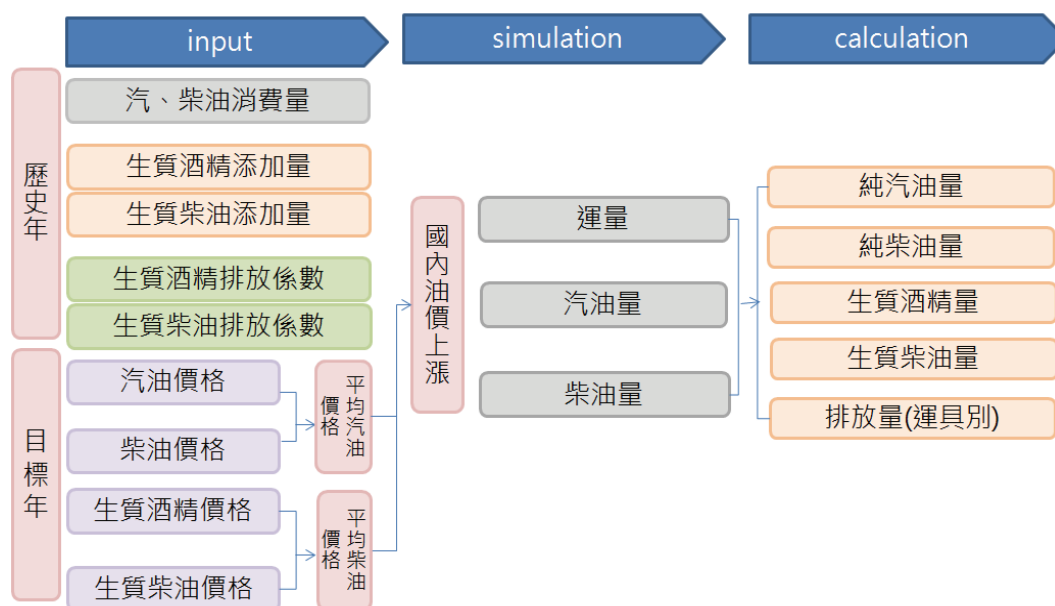 input
simulation
calculation
歷史年
汽、柴油消費量
生質酒精添加量
生質柴油添加量
生質酒精排放係數
生質柴油排放係數
目標年
汽油價格
柴油價格
生質酒精價格
生質柴油價格
平均汽油
價格
平均柴油
價格
國內油價上漲
運量
汽油量
柴油量
純汽油量
純柴油量
生質酒精量
生質柴油量
排放量(運具別)